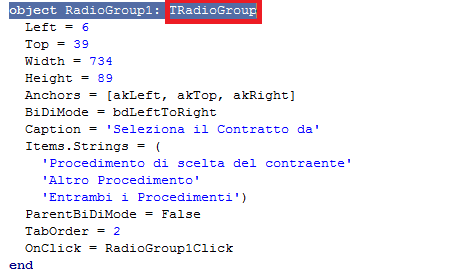 object RadioGroup1: TRadioGroup
Left = 6
Top = 39
Width = 734
Height = 89
Anchors = [akLeft, akTop, akRight]
BiDiMode = bdLeftToRight
Caption = 'Seleziona il Contratto da'
Items.Strings = (
'Procedimento di scelta del contraente'
'Altro Procedimento'
'Entrambi i Procedimenti')
ParentBiDiMode = False
TabOrder = 2
OnClick = RadioGroup1Click
end